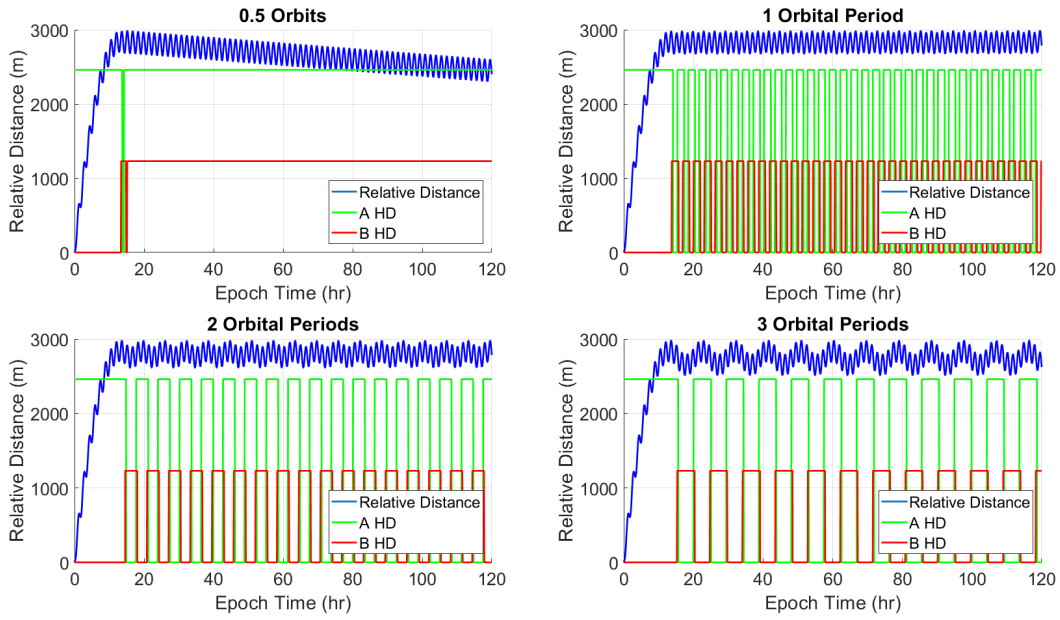 0.5 Orbits
Relative Distance (m)
3000
2000
1000
0
0 20 40 60 80 100 120
Epoch Time (hr)
Relative Distance
A HD
B HD
1 Orbital Period
Relative Distance (m)
3000
2000
1000
0
0 20 40 60 80 100 120
Epoch Time (hr)
Relative Distance
A HD
B HD
2 Orbital Periods
Relative Distance (m)
3000
2000
1000
0
0 20 40 60 80 100 120
Epoch Time (hr)
Relative Distance
A HD
B HD
3 Orbital Periods
Relative Distance (m)
3000
2000
1000
0
0 20 40 60 80 100 120
Epoch Time (hr)
Relative Distance
A HD
B HD